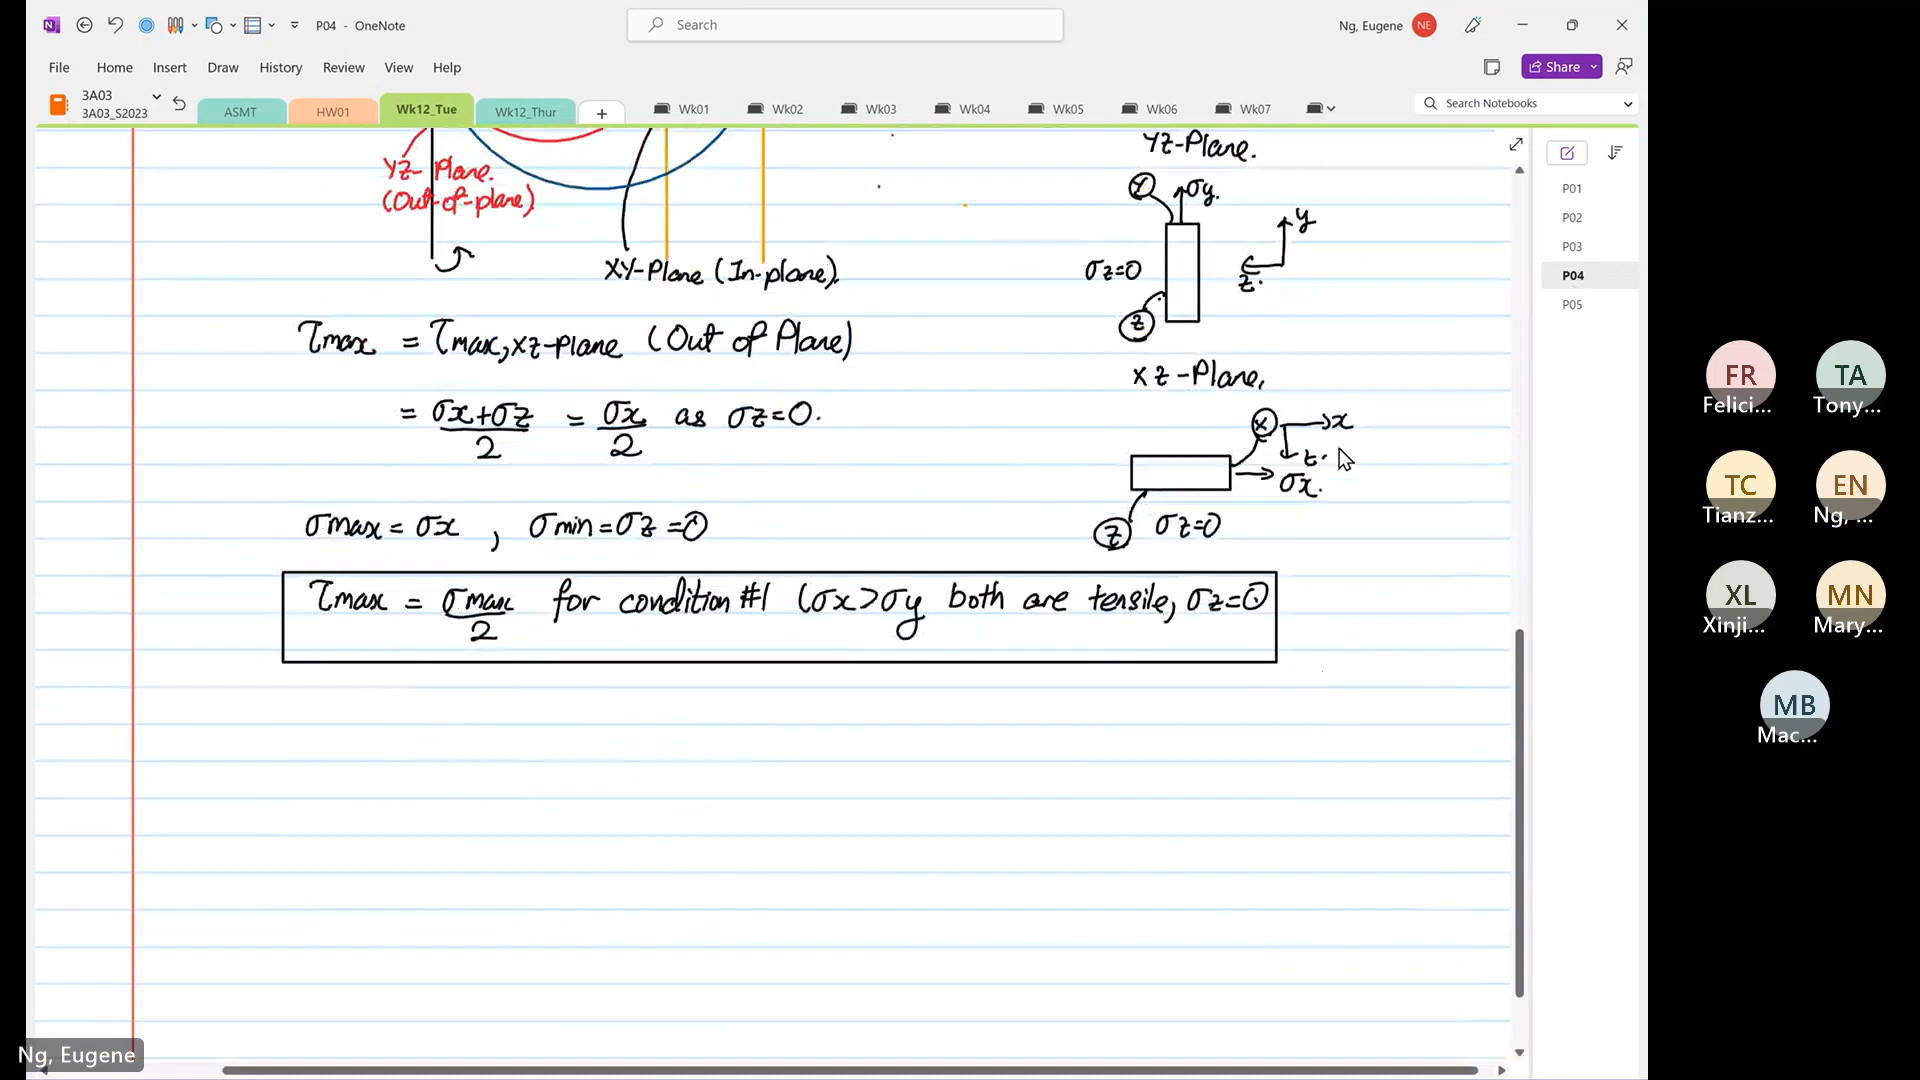 P04 - OneNote
Search
Ng, Eugene
NE
File Home Insert Draw History Review View Help
Share
3A03
3A03_S2023
ASMT
HW01
Wk12_Tue
Wk12_Thur
+
Wk01
Wk02
Wk03
Wk04
Wk05
Wk06
Wk07
Search Notebooks
P01
P02
P03
P04
P05
YZ-Plane.
(Out-of-plane)
XY-Plane (In-plane).
YZ-Plane.
Y
σy.
y
σz=0
z.
Z
τmax = τmax,xz-plane (Out of Plane)
XZ-Plane,
= σx+σz/2 = σx/2 as σz=0.
X
x
z.
σx.
Z
σz=0
σmax = σx , σmin = σz = 0
τmax = σmax/2 for condition #1 (σx>σy both are tensile, σz=0
FR
Felici...
TA
Tony...
TC
Tianz...
EN
Ng, ...
XL
Xinji...
MN
Mary...
MB
Mac...
Ng, Eugene